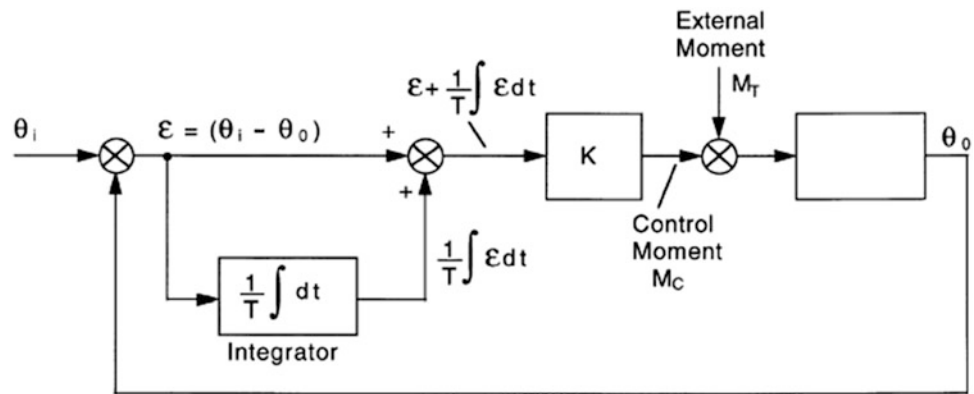 External
Moment
M_T
ε + 1/T ∫ ε dt
θ_i
ε = (θ_i - θ_0)
+
K
θ_0
+
Control
Moment
M_C
1/T ∫ ε dt
1/T ∫ dt
Integrator